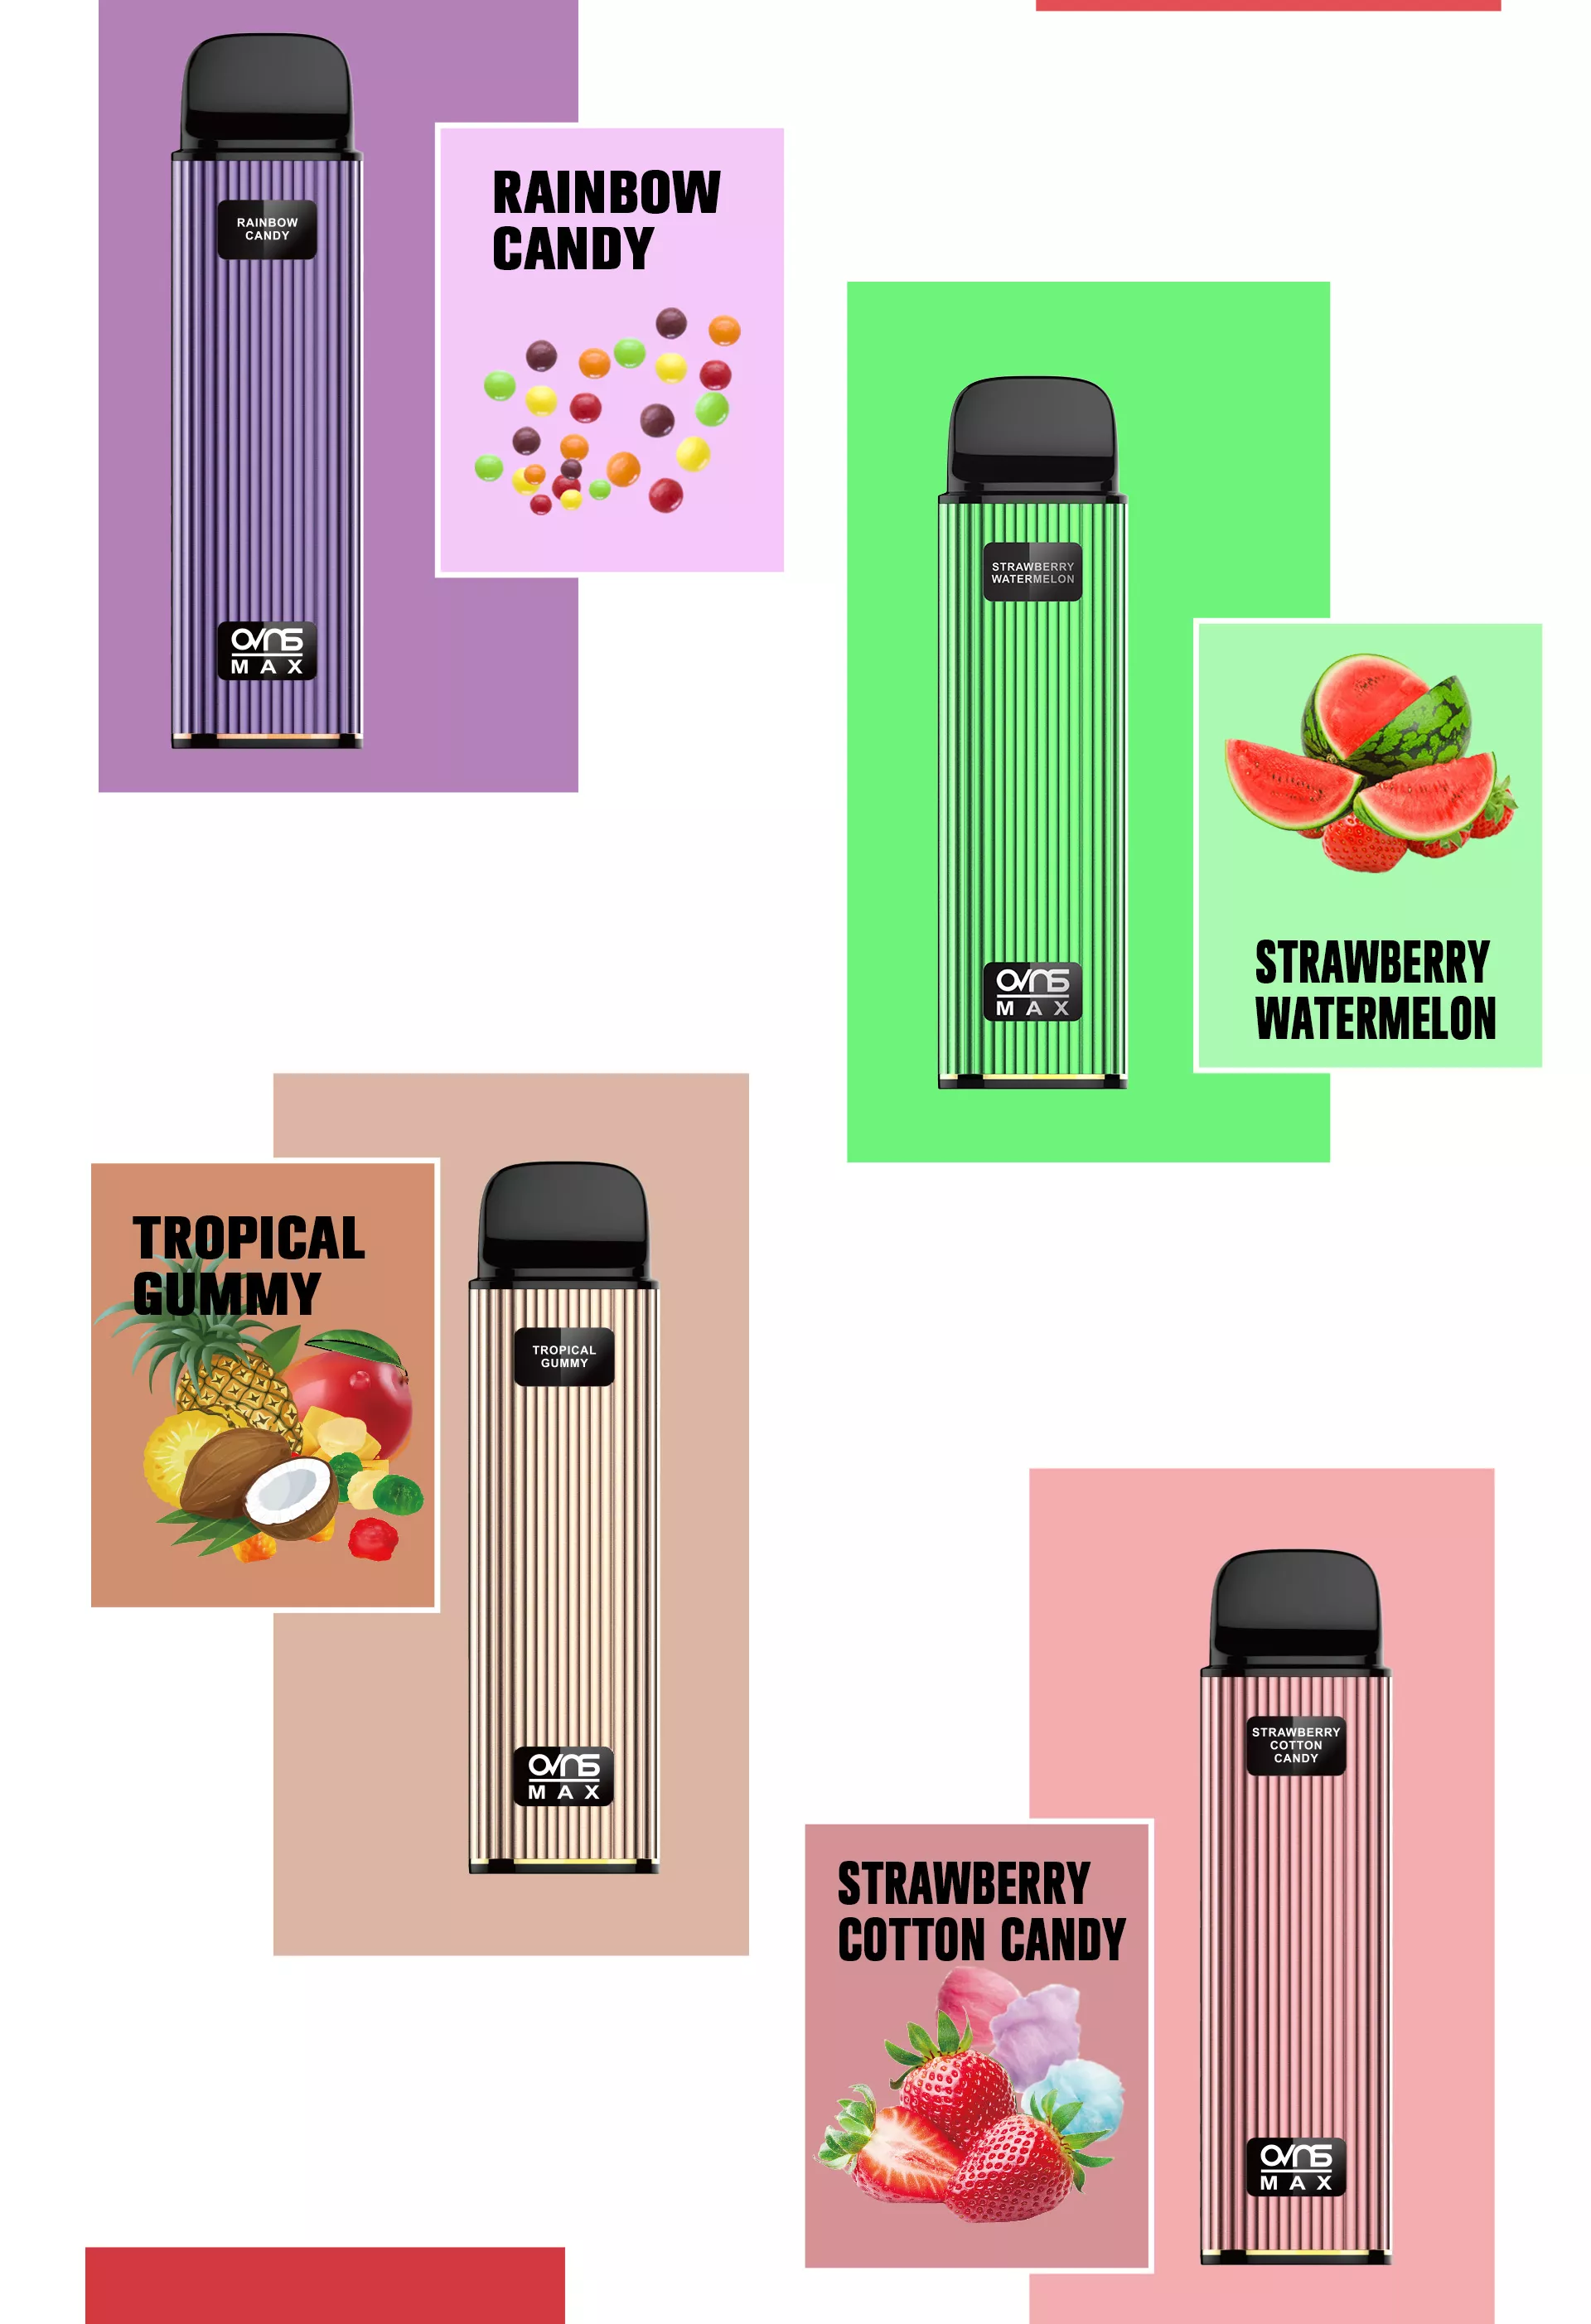 RAINBOW
CANDY
OVNS
MAX
RAINBOW
CANDY
STRAWBERRY
WATERMELON
OVNS
MAX
STRAWBERRY
WATERMELON
TROPICAL
GUMMY
TROPICAL
GUMMY
OVNS
MAX
STRAWBERRY
COTTON
CANDY
OVNS
MAX
STRAWBERRY
COTTON CANDY